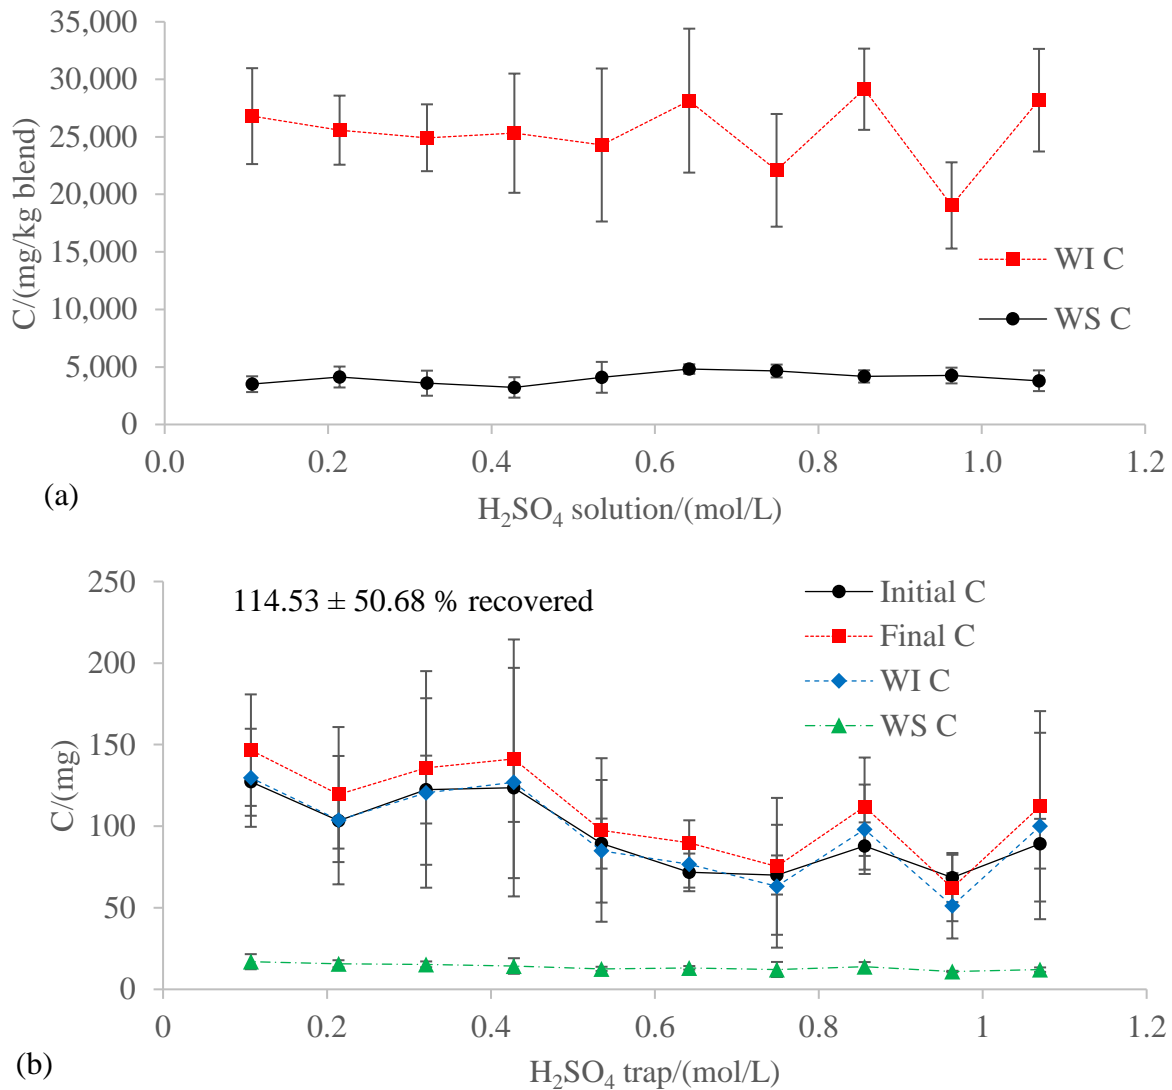 35,000
30,000
25,000
20,000
15,000
10,000
5,000
0
C/(mg/kg blend)
WI C
WS C
0.0 0.2 0.4 0.6 0.8 1.0 1.2
(a)
H₂SO₄ solution/(mol/L)
250
200
150
100
50
0
C/(mg)
114.53 ± 50.68 % recovered
Initial C
Final C
WI C
WS C
0 0.2 0.4 0.6 0.8 1 1.2
(b)
H₂SO₄ trap/(mol/L)